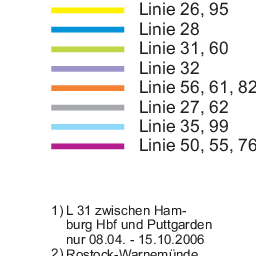 Linie 26, 95
Linie 28
Linie 31, 60
Linie 32
Linie 56, 61, 82
Linie 27, 62
Linie 35, 99
Linie 50, 55, 76
1) L 31 zwischen Ham-
burg Hbf und Puttgarden
nur 08.04. - 15.10.2006
2) Rostock-Warnemünde